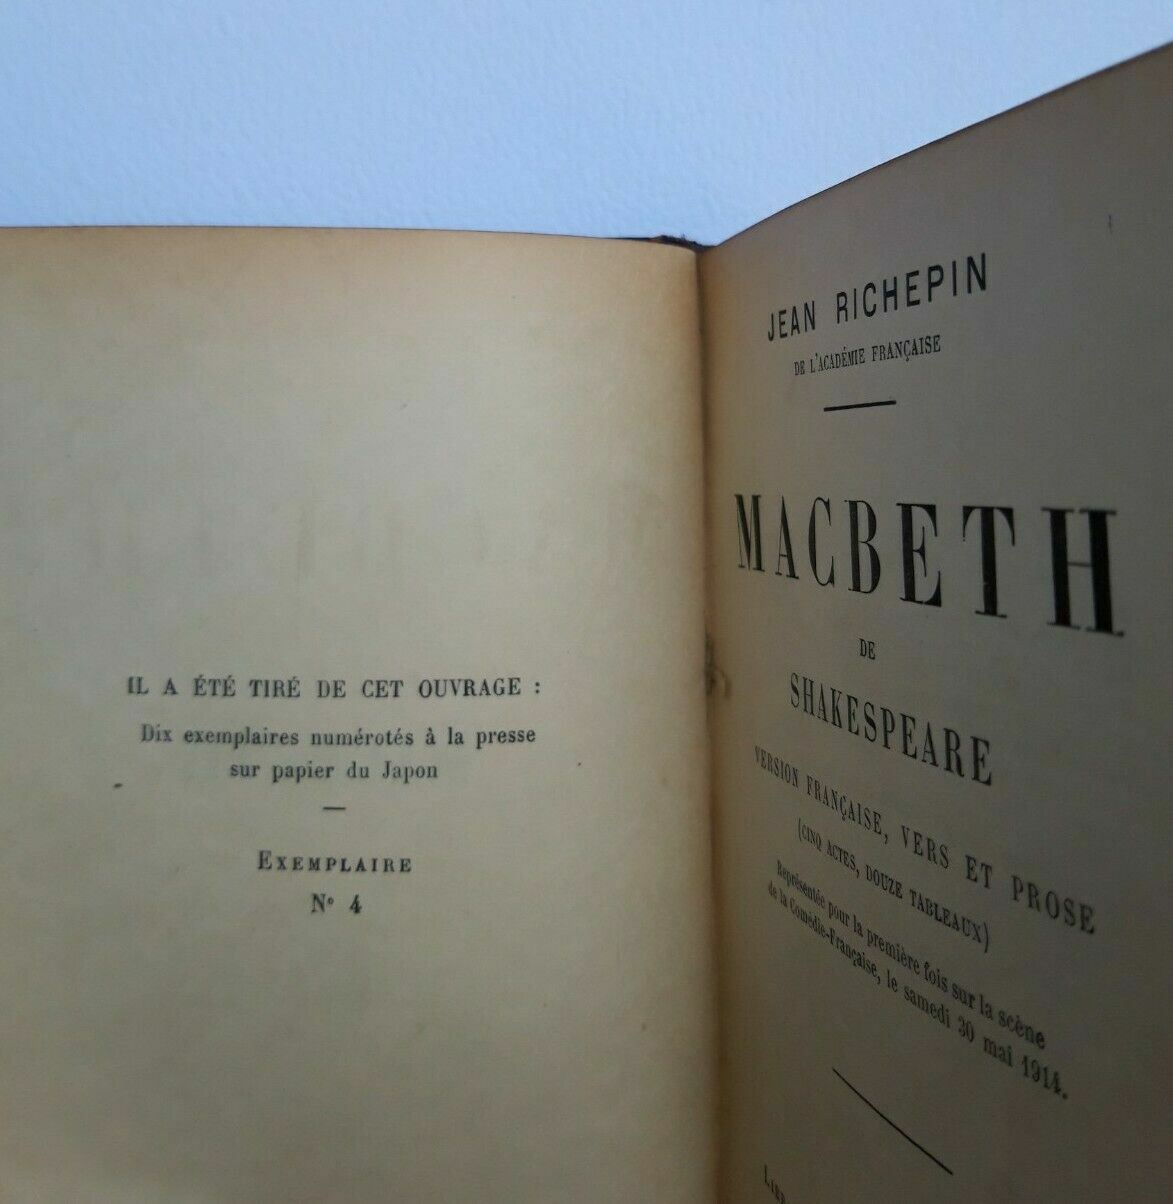 IL A ÉTÉ TIRÉ DE CET OUVRAGE :
Dix exemplaires numérotés à la presse
sur papier du Japon
EXEMPLAIRE
N° 4
JEAN RICHEPIN
DE L'ACADÉMIE FRANÇAISE
MACBETH
DE
SHAKESPEARE
VERSION FRANÇAISE, VERS ET PROSE
(CINQ ACTES, DOUZE TABLEAUX)
Représentée pour la première fois sur la scène
de la Comédie-Française, le samedi 30 mai 1914.